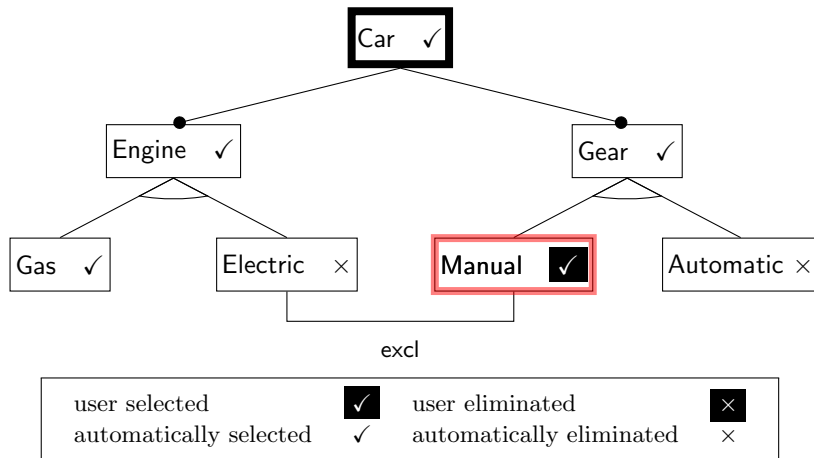 Car ✓
Engine ✓ Gear ✓
Gas ✓ Electric × Manual ✓ Automatic ×
excl
user selected ✓ user eliminated ×
automatically selected ✓ automatically eliminated ×